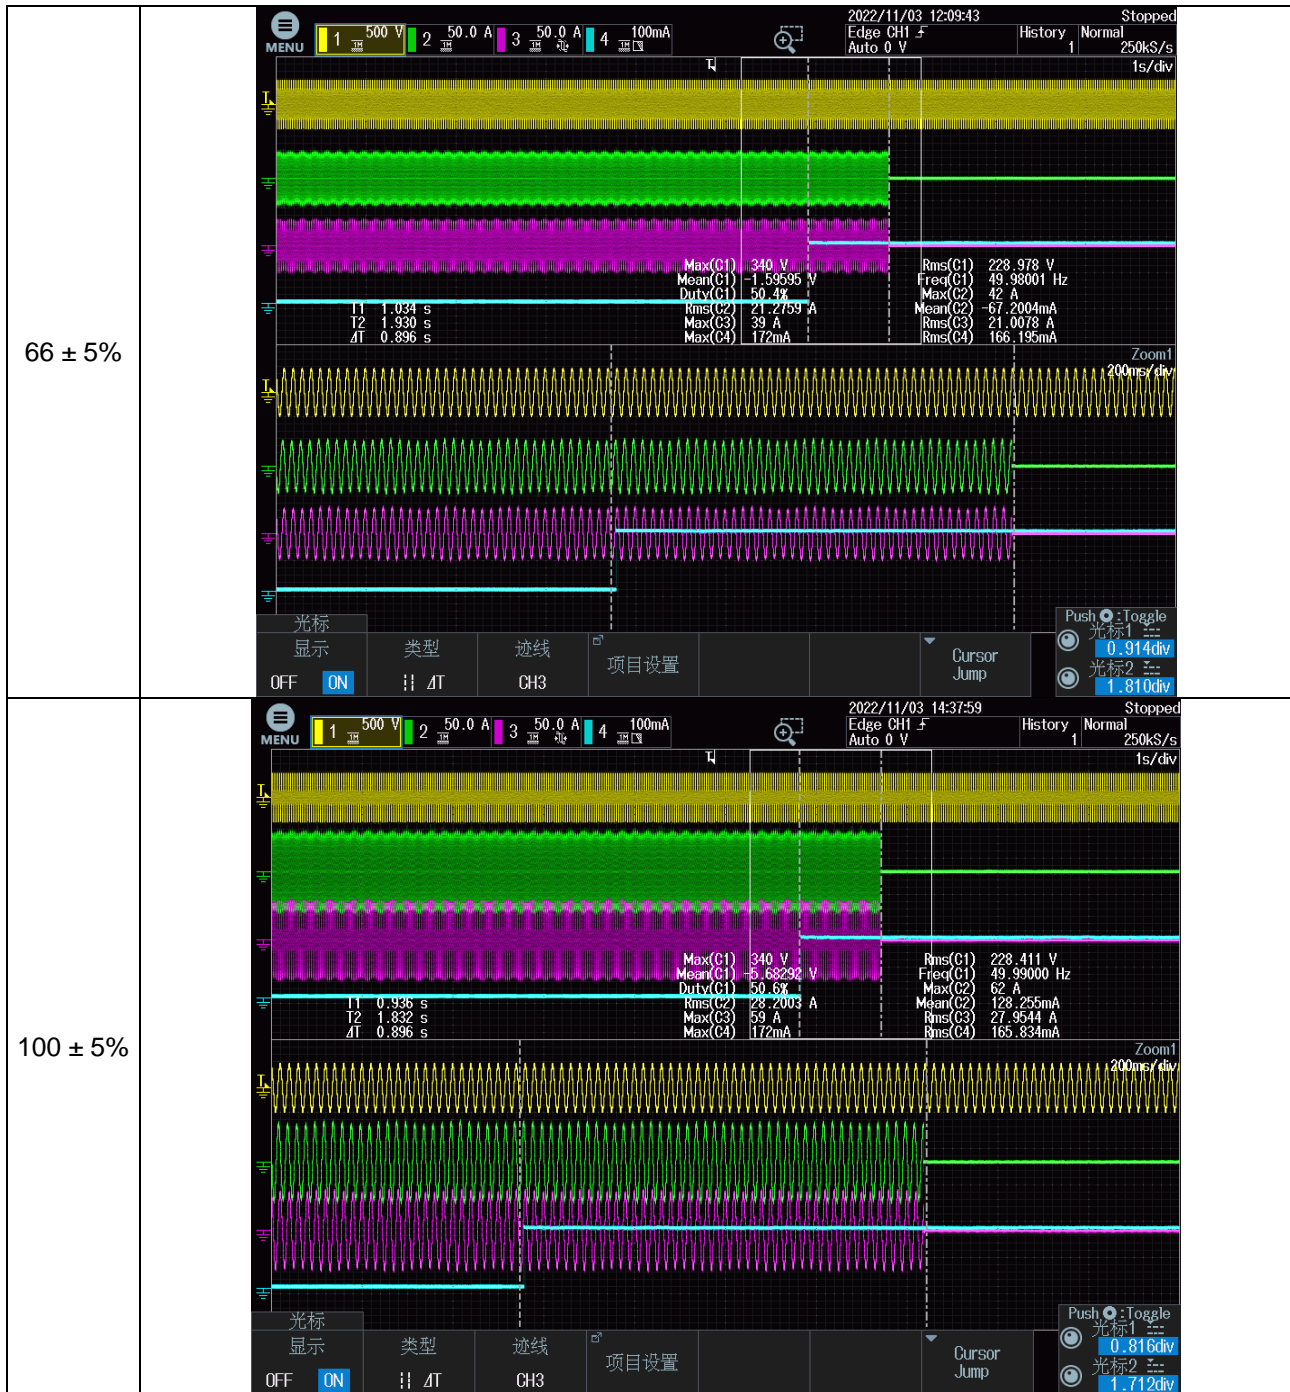 66 ± 5%
2022/11/03 12:09:43 Stopped
MENU 1 1M 500 V 2 1M 50.0 A 3 1M 50.0 A 4 1M 100mA Edge CH1 History Normal
Auto 0 V 1 250kS/s
1s/div
Max(C1) 340 V Rms(C1) 228.978 V
Mean(C1) -1.59595 V Freq(C1) 49.98001 Hz
Duty(C1) 50.4% Max(C2) 42 A
T1 1.034 s Rms(C2) 21.2759 A Mean(C2) -67.2004mA
T2 1.930 s Max(C3) 39 A Rms(C3) 21.0078 A
ΔT 0.896 s Max(C4) 172mA Rms(C4) 166.195mA
Zoom1
200ms/div
光标 Push :Toggle
显示 类型 迹线 项目设置 Cursor Jump 光标1
0.914div
OFF ON ΔT CH3 光标2
1.810div
100 ± 5%
2022/11/03 14:37:59 Stopped
MENU 1 1M 500 V 2 1M 50.0 A 3 1M 50.0 A 4 1M 100mA Edge CH1 History Normal
Auto 0 V 1 250kS/s
1s/div
Max(C1) 340 V Rms(C1) 228.411 V
Mean(C1) -5.68292 V Freq(C1) 49.99000 Hz
Duty(C1) 50.6% Max(C2) 62 A
T1 0.936 s Rms(C2) 28.2003 A Mean(C2) 128.255mA
T2 1.832 s Max(C3) 59 A Rms(C3) 27.9544 A
ΔT 0.896 s Max(C4) 172mA Rms(C4) 165.834mA
Zoom1
200ms/div
光标 Push :Toggle
显示 类型 迹线 项目设置 Cursor Jump 光标1
0.816div
OFF ON ΔT CH3 光标2
1.712div